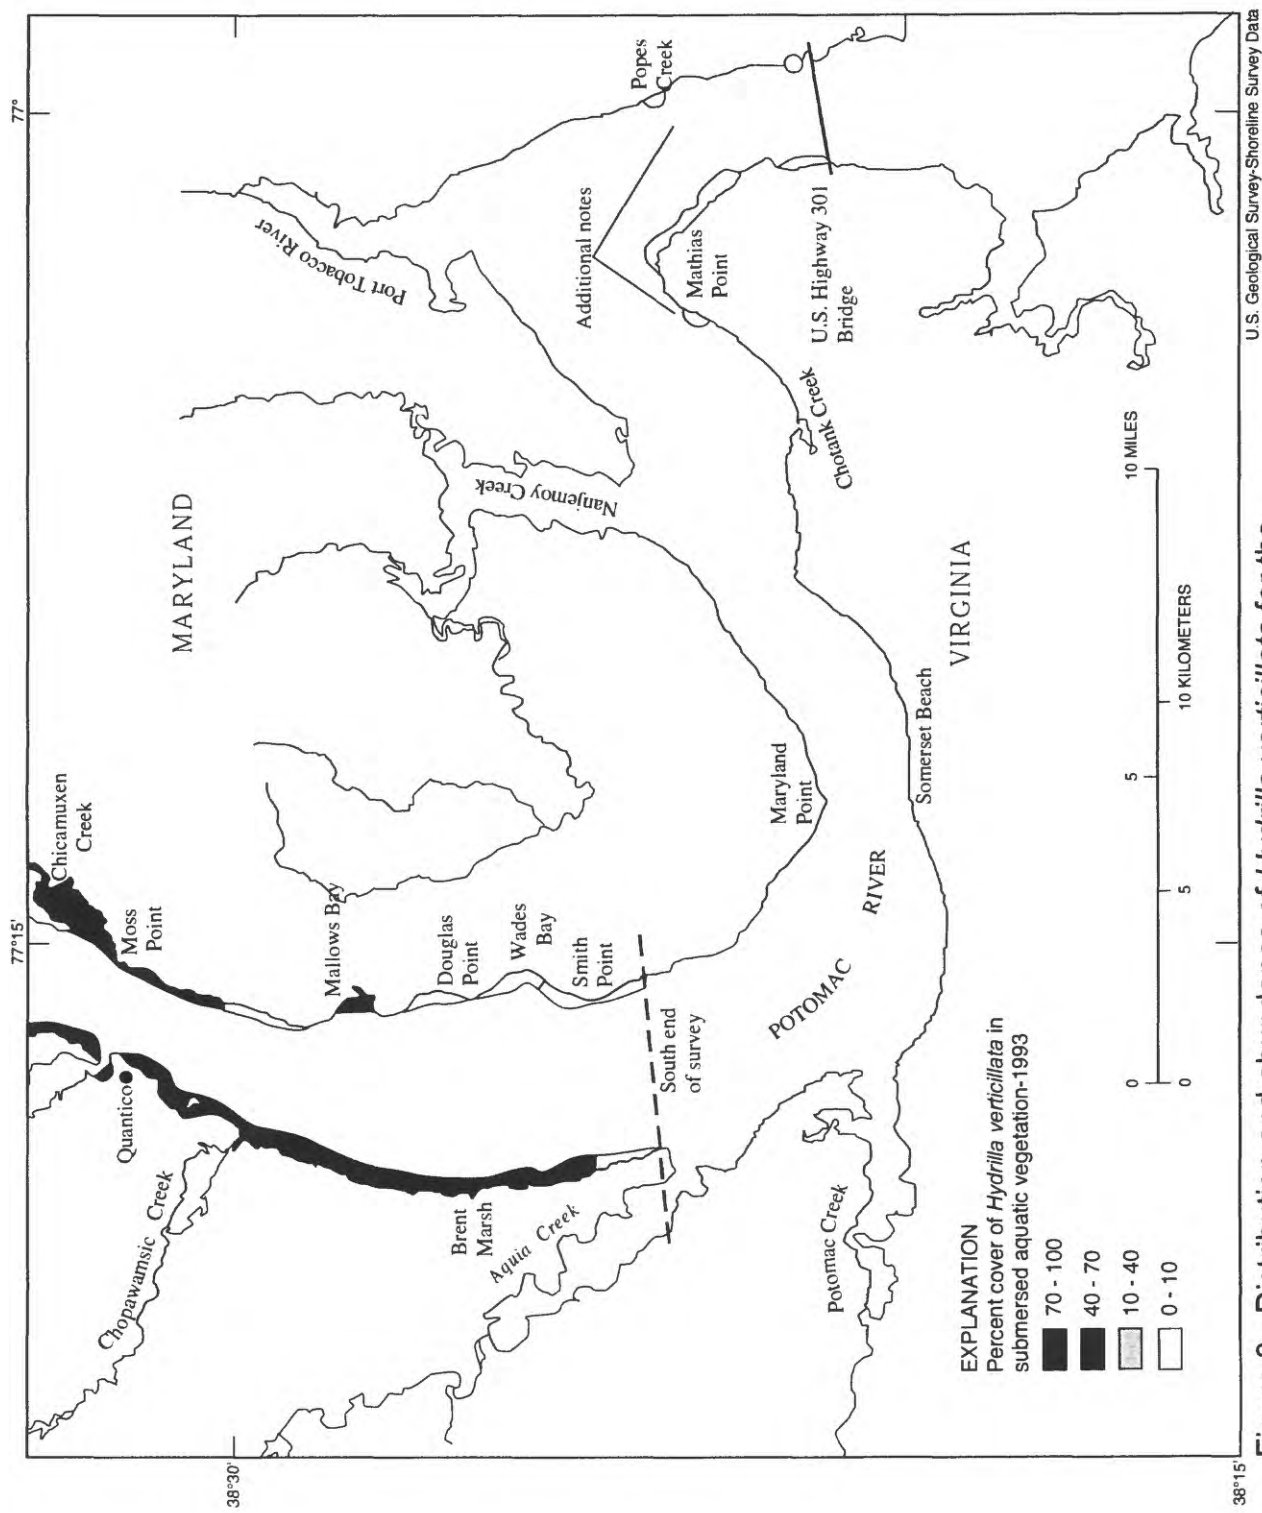 77°15'
77°
38°30'
38°15'
MARYLAND
VIRGINIA
Chicamuxen
Creek
Moss
Point
Quantico
Chopawamsic Creek
Mallows Bay
Douglas
Point
Wades
Bay
Smith
Point
Brent
Marsh
Aquia Creek
South end
of survey
Potomac Creek
POTOMAC
RIVER
Maryland
Point
Somerset Beach
Nanjemoy Creek
Port Tobacco River
Popes
Creek
Additional notes
Mathias
Point
U.S. Highway 301
Bridge
Chotank Creek
EXPLANATION
Percent cover of Hydrilla verticillata in
submersed aquatic vegetation-1993
70 - 100
40 - 70
10 - 40
0 - 10
0 5 10 MILES
0 5 10 KILOMETERS
U.S. Geological Survey-Shoreline Survey Data